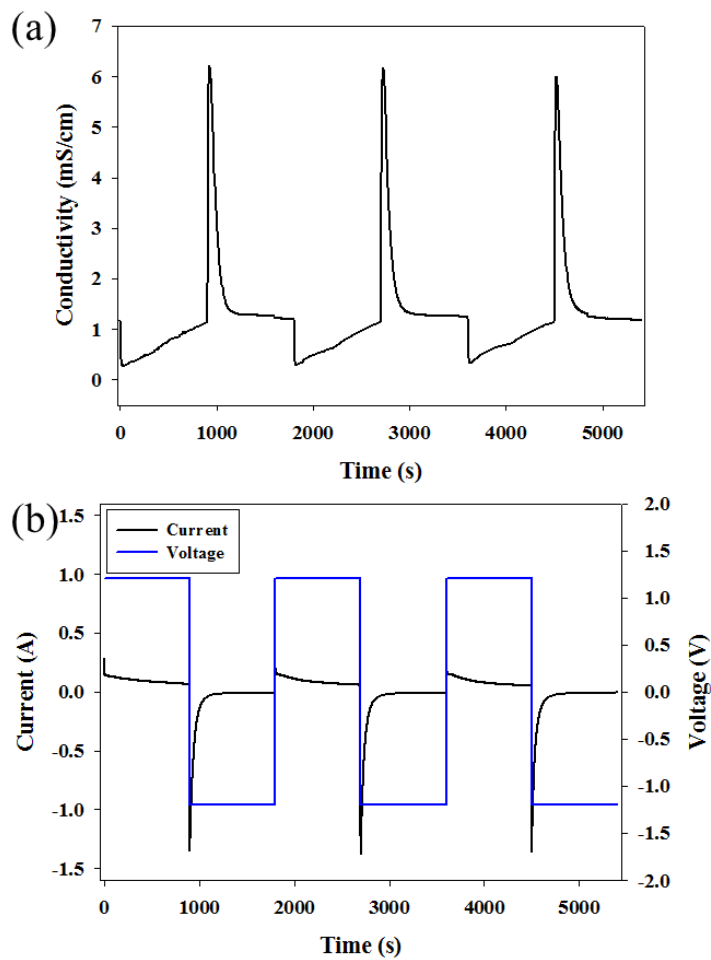 (a)
7
6
5
4
3
2
1
0
Conductivity (mS/cm)
0 1000 2000 3000 4000 5000
Time (s)
(b)
1.5
1.0
0.5
0.0
-0.5
-1.0
-1.5
Current (A)
Current
Voltage
2.0
1.5
1.0
0.5
0.0
-0.5
-1.0
-1.5
-2.0
Voltage (V)
0 1000 2000 3000 4000 5000
Time (s)